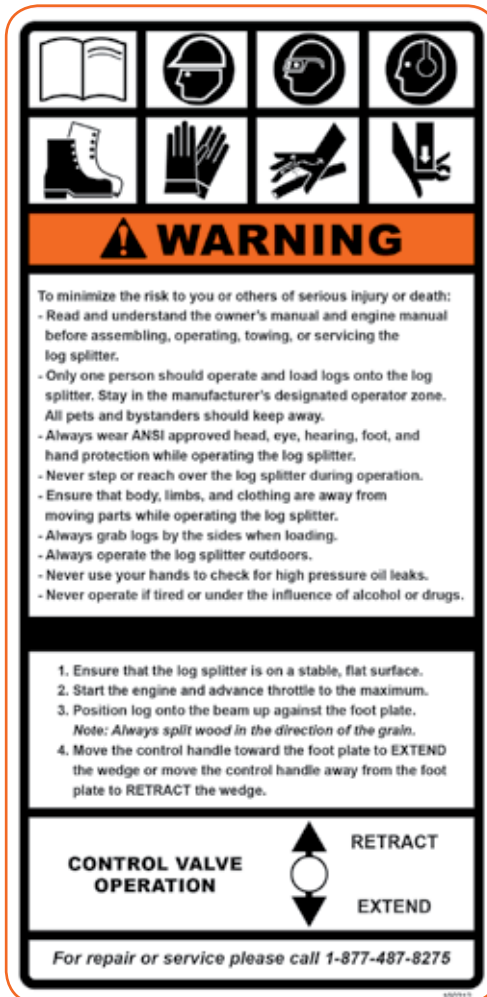 WARNING
To minimize the risk to you or others of serious injury or death:
- Read and understand the owner's manual and engine manual
before assembling, operating, towing, or servicing the
log splitter.
- Only one person should operate and load logs onto the log
splitter. Stay in the manufacturer's designated operator zone.
All pets and bystanders should keep away.
- Always wear ANSI approved head, eye, hearing, foot, and
hand protection while operating the log splitter.
- Never step or reach over the log splitter during operation.
- Ensure that body, limbs, and clothing are away from
moving parts while operating the log splitter.
- Always grab logs by the sides when loading.
- Always operate the log splitter outdoors.
- Never use your hands to check for high pressure oil leaks.
- Never operate if tired or under the influence of alcohol or drugs.
1. Ensure that the log splitter is on a stable, flat surface.
2. Start the engine and advance throttle to the maximum.
3. Position log onto the beam up against the foot plate.
Note: Always split wood in the direction of the grain.
4. Move the control handle toward the foot plate to EXTEND
the wedge or move the control handle away from the foot
plate to RETRACT the wedge.
CONTROL VALVE
OPERATION
RETRACT
EXTEND
For repair or service please call 1-877-487-8275